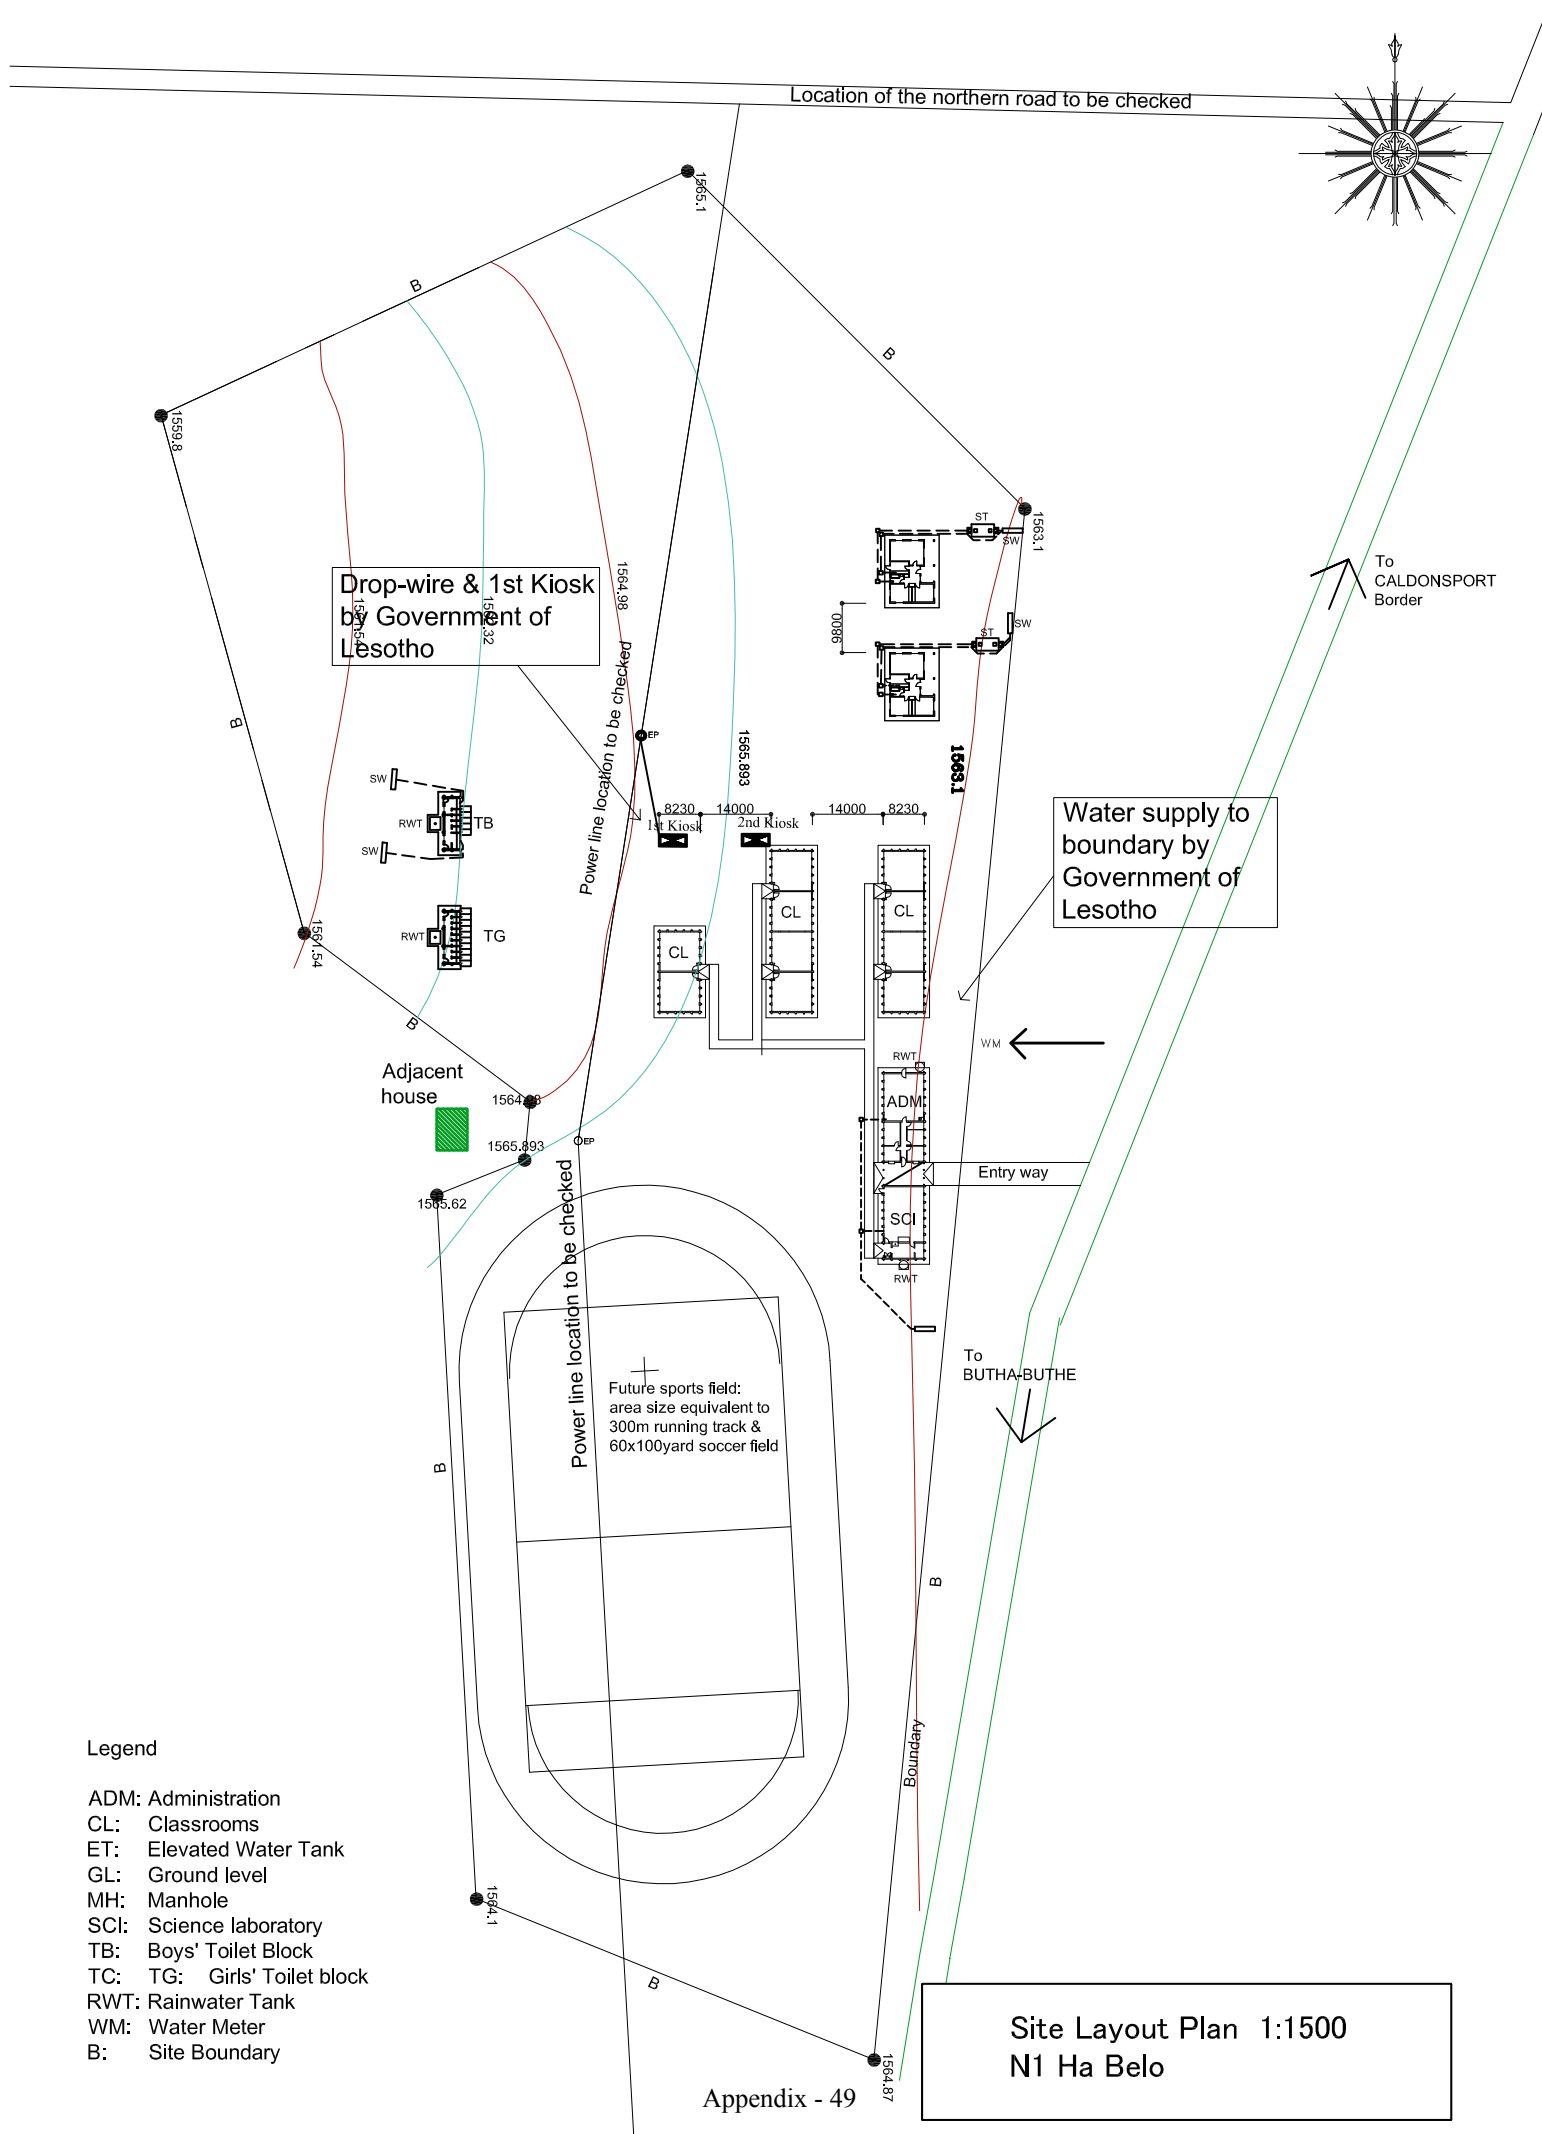 Location of the northern road to be checked
1565.1
B
B
1559.8
ST
SW
1563.1
To
CALDONSPORT
Border
1564.98
Drop-wire & 1st Kiosk
by Government of
Lesotho
1561.54
SW
ST
9800
Power line location to be checked
B
EP
1565.893
1563.1
SW
RWT
TB
SW
8230
14000
14000
8230
1st Kiosk
2nd Kiosk
Water supply to
boundary by
Government of
Lesotho
CL
CL
CL
RWT
TG
1561.54
B
WM
RWT
Adjacent
house
ADM
1565.893
EP
Entry way
1565.62
SCI
RWT
Power line location to be checked
To
BUTHA-BUTHE
Future sports field:
area size equivalent to
300m running track &
60x100yard soccer field
B
B
Boundary
Legend
ADM: Administration
CL: Classrooms
ET: Elevated Water Tank
GL: Ground level
MH: Manhole
SCI: Science laboratory
TB: Boys' Toilet Block
TC: TG: Girls' Toilet block
RWT: Rainwater Tank
WM: Water Meter
B: Site Boundary
1564.1
B
1564.87
Site Layout Plan 1:1500
N1 Ha Belo
Appendix - 49